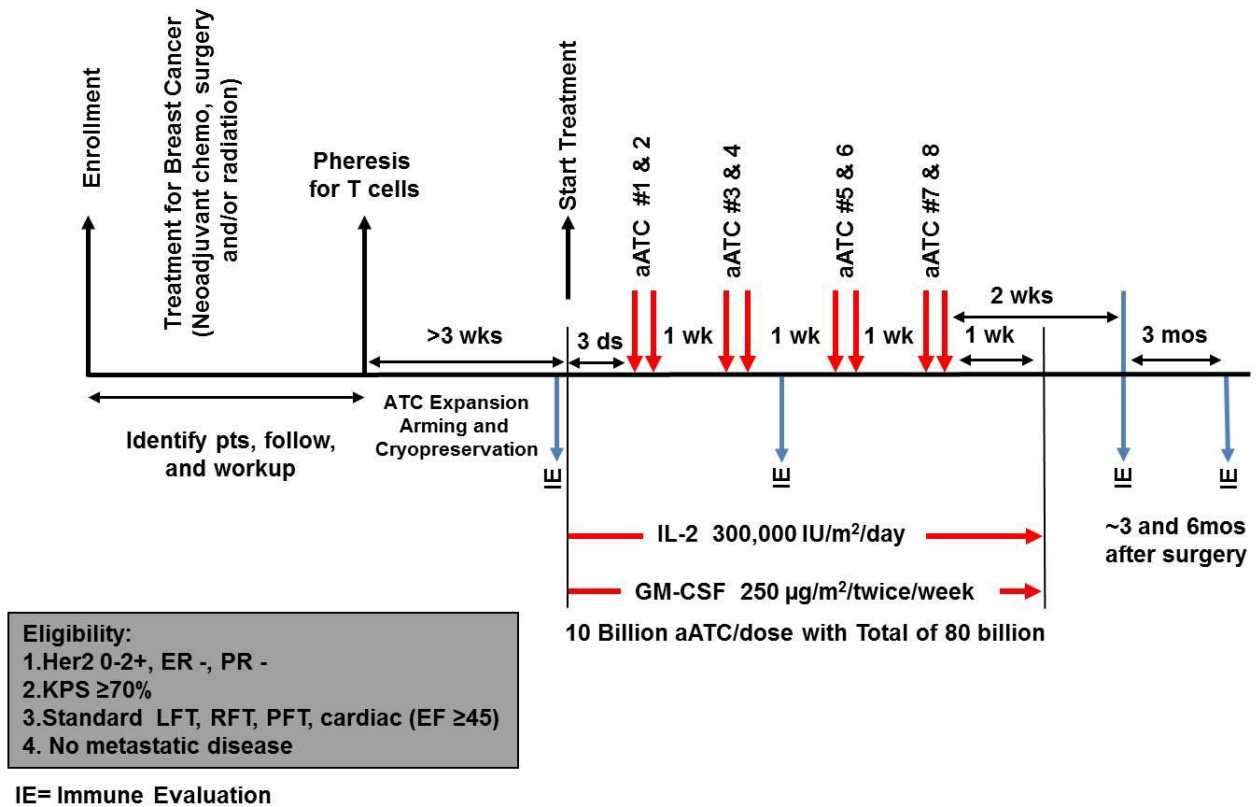 Enrollment
Treatment for Breast Cancer
(Neoadjuvant chemo, surgery
and/or radiation)
Pheresis
for T cells
Start Treatment
aATC #1 & 2
aATC #3 & 4
aATC #5 & 6
aATC #7 & 8
>3 wks
3 ds
1 wk
1 wk
1 wk
2 wks
1 wk
3 mos
Identify pts, follow,
and workup
ATC Expansion
Arming and
Cryopreservation
IE
IE
IE
IE
~3 and 6mos
after surgery
IL-2 300,000 IU/m²/day
GM-CSF 250 µg/m²/twice/week
10 Billion aATC/dose with Total of 80 billion
Eligibility:
1.Her2 0-2+, ER -, PR -
2.KPS ≥70%
3.Standard LFT, RFT, PFT, cardiac (EF ≥45)
4. No metastatic disease
IE= Immune Evaluation